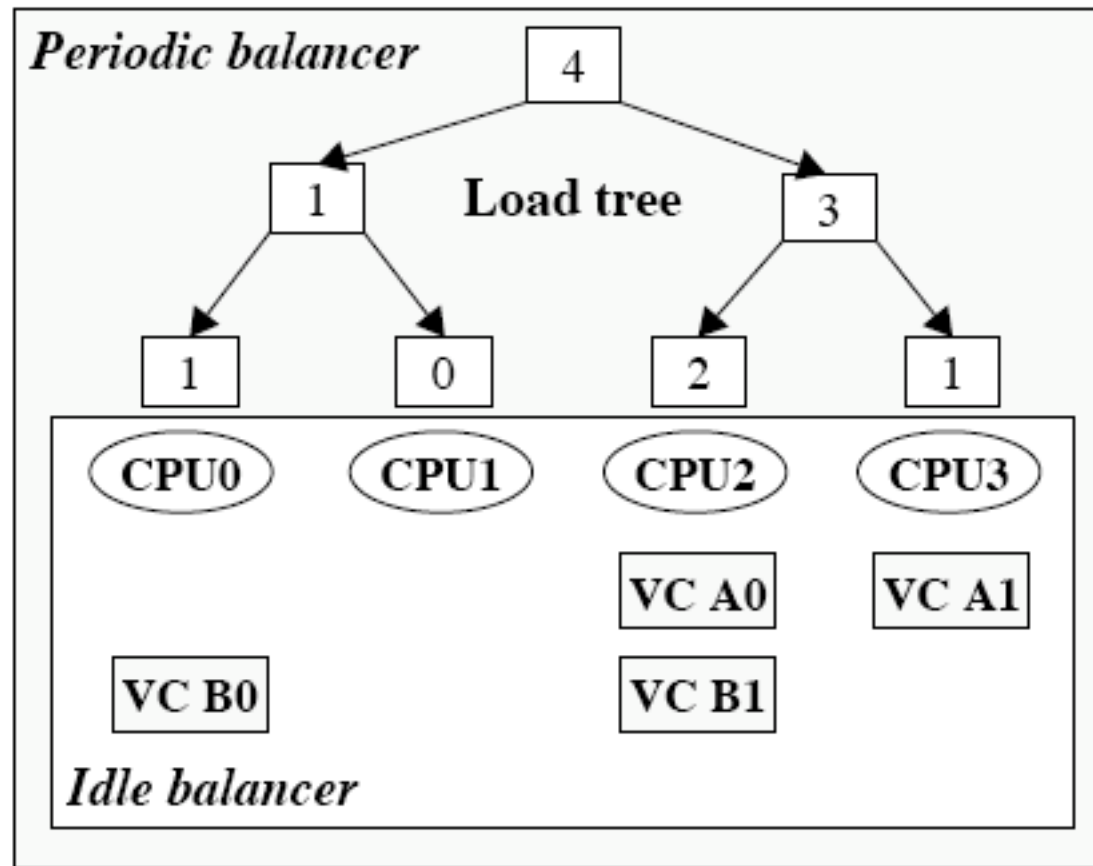 Periodic balancer
4
1
Load tree
3
1
0
2
1
CPU0
CPU1
CPU2
CPU3
VC A0
VC A1
VC B0
VC B1
Idle balancer